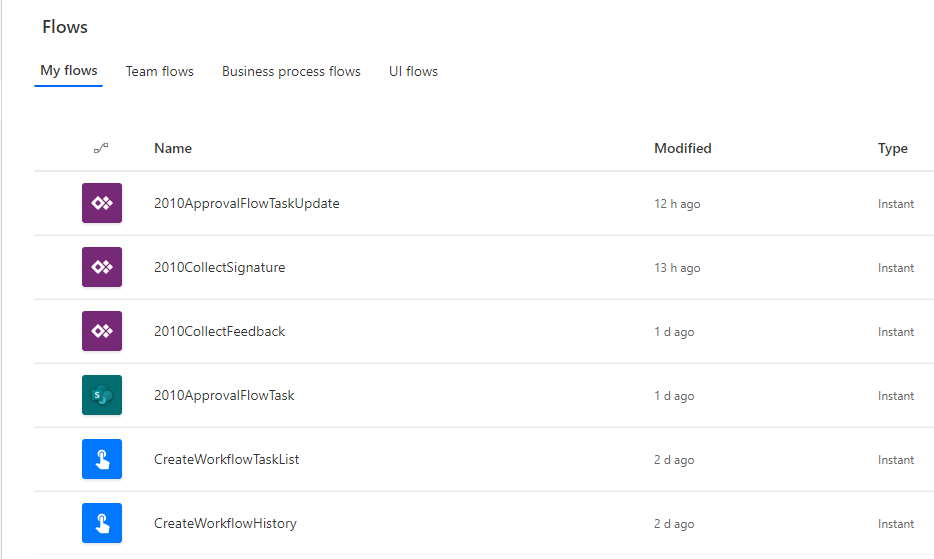 Flows
My flows Team flows Business process flows UI flows
Name Modified Type
2010ApprovalFlowTaskUpdate 12 h ago Instant
2010CollectSignature 13 h ago Instant
2010CollectFeedback 1 d ago Instant
S 2010ApprovalFlowTask 1 d ago Instant
CreateWorkflowTaskList 2 d ago Instant
CreateWorkflowHistory 2 d ago Instant